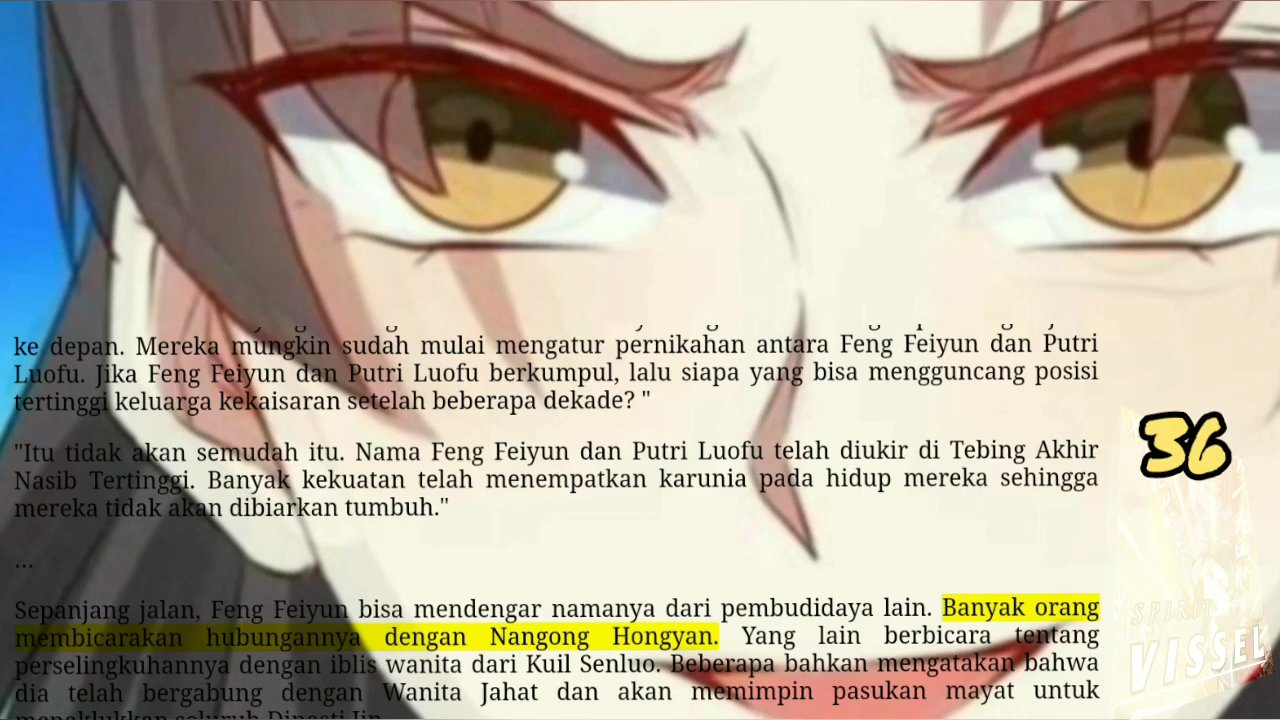 ke depan. Mereka mungkin sudah mulai mengatur pernikahan antara Feng Feiyun dan Putri
Luofu. Jika Feng Feiyun dan Putri Luofu berkumpul, lalu siapa yang bisa mengguncang posisi
tertinggi keluarga kekaisaran setelah beberapa dekade? "
"Itu tidak akan semudah itu. Nama Feng Feiyun dan Putri Luofu telah diukir di Tebing Akhir
Nasib Tertinggi. Banyak kekuatan telah menempatkan karunia pada hidup mereka sehingga
mereka tidak akan dibiarkan tumbuh."
...
Sepanjang jalan, Feng Feiyun bisa mendengar namanya dari pembudidaya lain. Banyak orang
membicarakan hubungannya dengan Nangong Hongyan. Yang lain berbicara tentang
perselingkuhannya dengan iblis wanita dari Kuil Senluo. Beberapa bahkan mengatakan bahwa
dia telah bergabung dengan Wanita Jahat dan akan memimpin pasukan mayat untuk
menaklukkan seluruh Dinasti Jin.
36
SPIRIT
VISSEL